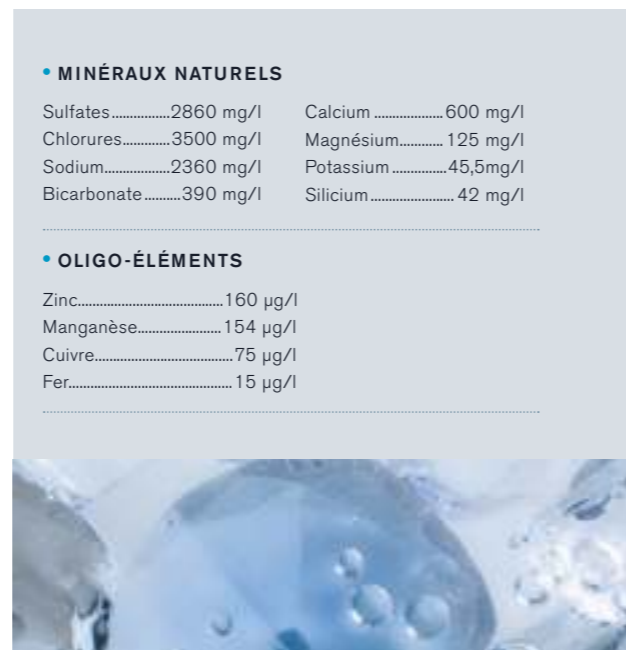 • MINÉRAUX NATURELS
Sulfates...............2860 mg/l
Chlorures............3500 mg/l
Sodium.................2360 mg/l
Bicarbonate..........390 mg/l
Calcium ..................600 mg/l
Magnésium........... 125 mg/l
Potassium ..............45,5mg/l
Silicium ...................... 42 mg/l
• OLIGO-ÉLÉMENTS
Zinc......................................160 µg/l
Manganèse...................... 154 µg/l
Cuivre.....................................75 µg/l
Fer........................................... 15 µg/l